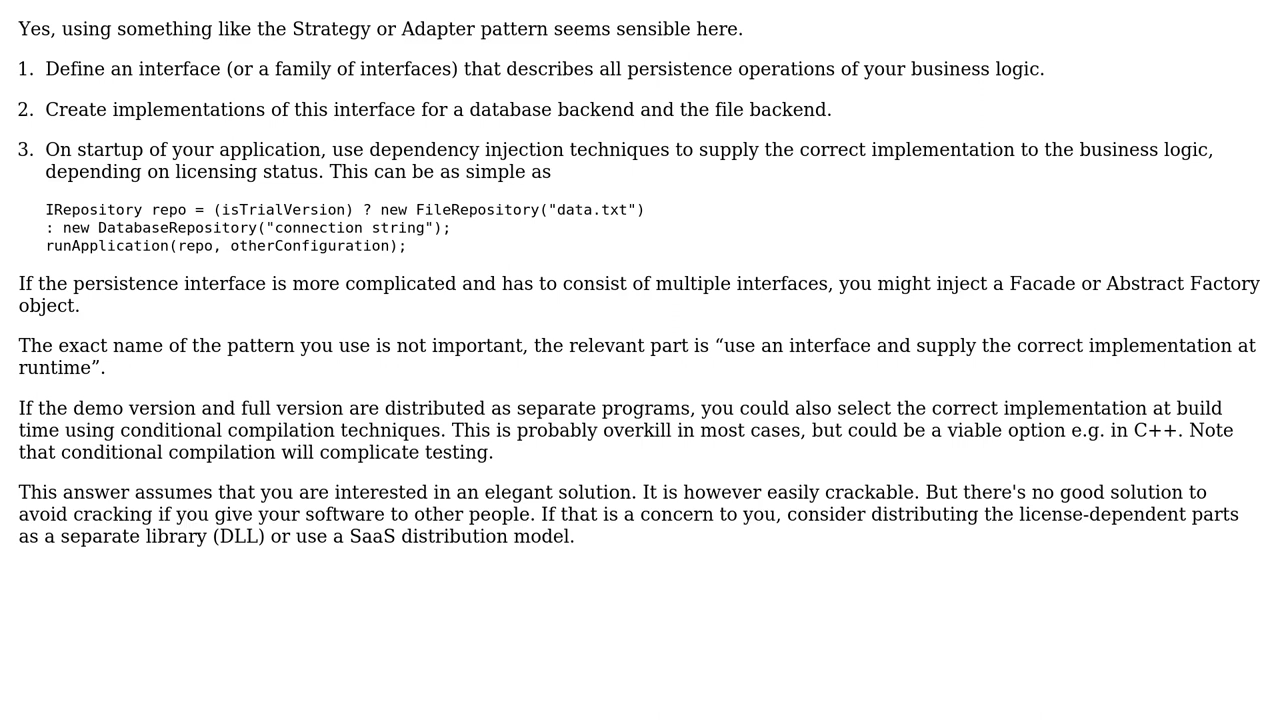 Yes, using something like the Strategy or Adapter pattern seems sensible here.
1. Define an interface (or a family of interfaces) that describes all persistence operations of your business logic.
2. Create implementations of this interface for a database backend and the file backend.
3. On startup of your application, use dependency injection techniques to supply the correct implementation to the business logic,
depending on licensing status. This can be as simple as
IRepository repo = (isTrialVersion) ? new FileRepository("data.txt")
: new DatabaseRepository("connection string");
runApplication(repo, otherConfiguration);
If the persistence interface is more complicated and has to consist of multiple interfaces, you might inject a Facade or Abstract Factory
object.
The exact name of the pattern you use is not important, the relevant part is “use an interface and supply the correct implementation at
runtime”.
If the demo version and full version are distributed as separate programs, you could also select the correct implementation at build
time using conditional compilation techniques. This is probably overkill in most cases, but could be a viable option e.g. in C++. Note
that conditional compilation will complicate testing.
This answer assumes that you are interested in an elegant solution. It is however easily crackable. But there's no good solution to
avoid cracking if you give your software to other people. If that is a concern to you, consider distributing the license-dependent parts
as a separate library (DLL) or use a SaaS distribution model.